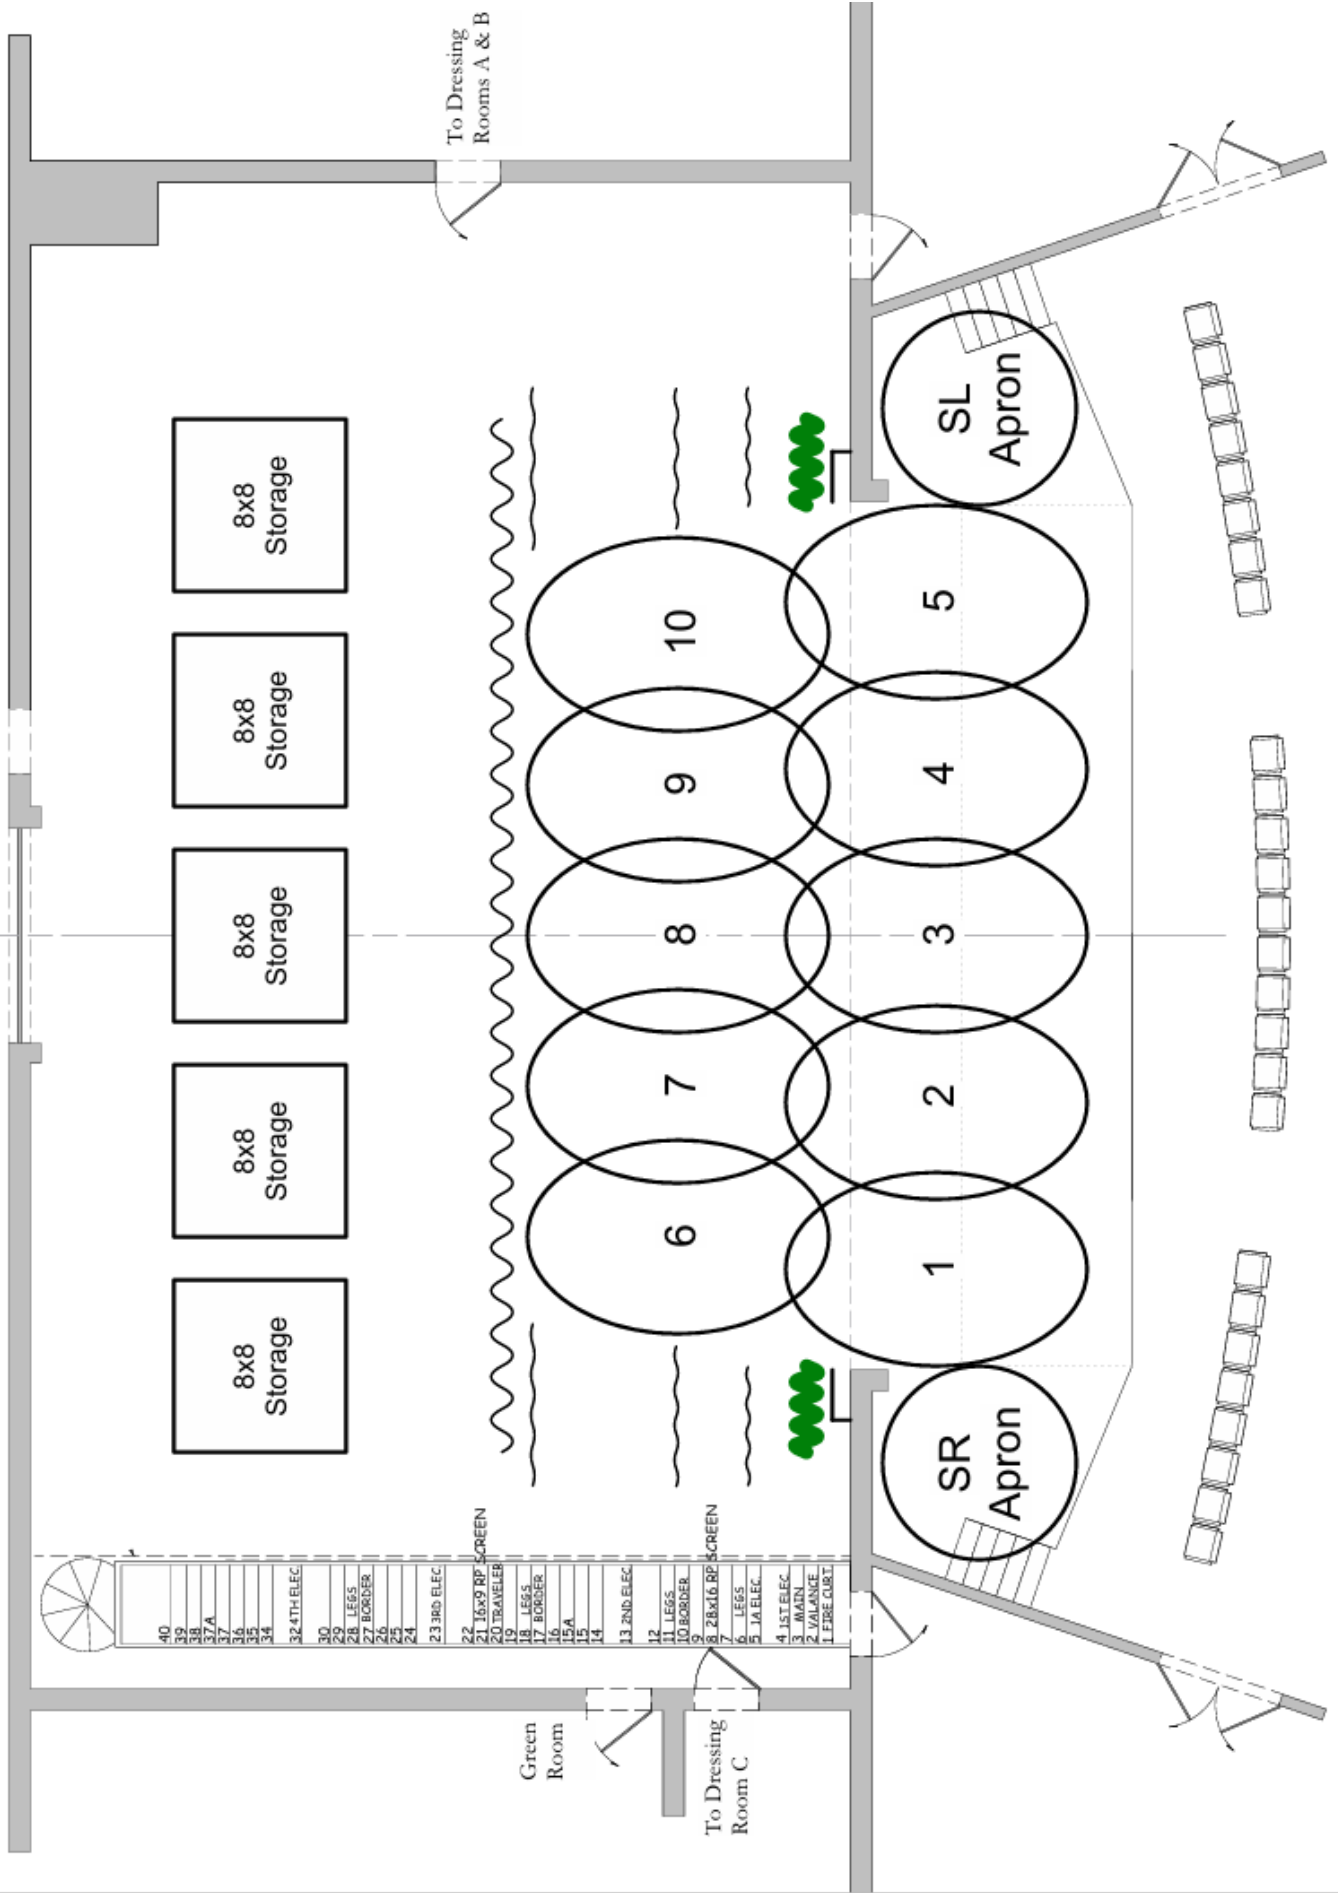 8x8
Storage
8x8
Storage
8x8
Storage
8x8
Storage
8x8
Storage
To Dressing
Rooms A & B
40
39
38
37A
37
36
35
34
32 4TH ELEC.
30
29
28 LEGS
27 BORDER
26
25
24
23 3RD ELEC.
22
21 16x9 RP SCREEN
20 TRAVELER
19
18 LEGS
17 BORDER
16
15A
15
14
13 2ND ELEC.
12
11 LEGS
10 BORDER
9
8 28x16 RP SCREEN
7
6 LEGS
5 1A ELEC.
4 1ST ELEC.
3 MAIN
2 VALANCE
1 FIRE CURT.
Green
Room
To Dressing
Room C
6
7
8
9
10
1
2
3
4
5
SR
Apron
SL
Apron